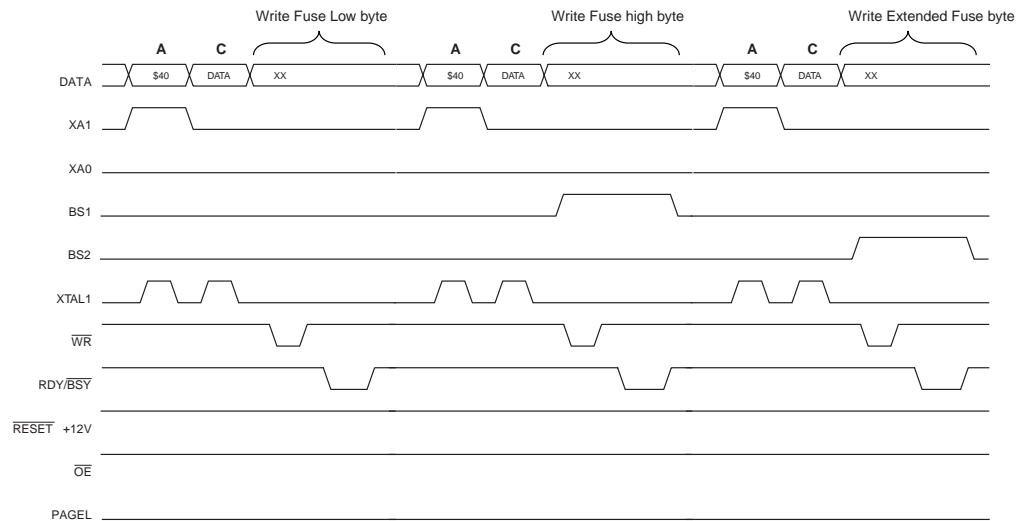 Write Fuse Low byte Write Fuse high byte Write Extended Fuse byte
A C A C A C
DATA $40 DATA XX $40 DATA XX $40 DATA XX
XA1
XA0
BS1
BS2
XTAL1
WR
RDY/BSY
RESET +12V
OE
PAGEL